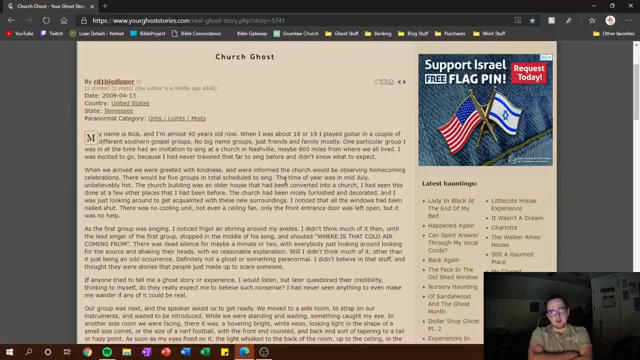 Church Ghost - Your Ghost Stories
https://www.yourghoststories.com/real-ghost-story.php?story=5741
Apps
YouTube
Twitch
Loan Delinet - Netchex
BibleProject
Bible Concordance
Grumlaw Church
Ghost Stuff
Banking
Other Stuff
Other favorites
Church Ghost
By rd1bigdipper
(1 stories) (1 posts) (the author is a middle age adult)
Date: 2009-04-13
Country: United States
State: Tennessee
Paranormal Category: Orbs / Lights / Mists
My name is Rick, and I'm almost 40 years old now. When I was about 18 or 19 I played guitar in a couple of
different southern gospel groups. No big name groups, just friends and family mostly. One particular group I
was in at the time had an invitation to sing at a church in Nashville, maybe 800 miles from where we all lived. I
was excited to go, because I had never traveled that far to sing before and didn't know what to expect.
When we arrived we were greeted with kindness, and were informed the church would be observing homecoming
celebrations. There would be five groups in total scheduled to sing. The time of year was in mid July,
unbelievably hot. The church building was an older house that had been converted into a church, I had seen this
done at a few other places that I had been before. The church had been nicely furnished and decorated, and I
was just looking around to get acquainted with these new surroundings. I noticed that all the windows had been
nailed shut. There was no cooling unit, not even a ceiling fan, only the front entrance door was left open, but it
was no help.
As the first group was singing, I noticed frigid air stirring around my ankles. I didn't think much of it then, until
the lead singer of the first group, stopped in the middle of his song, and shouted "WHERE IS THAT COLD AIR
COMING FROM". There was dead silence for maybe a minute or two, with everybody just looking around looking
for the source and shaking their heads, with no reasonable explanation. Still I didn't think much of it, other
than it just being an odd occurrence. Definitely not a ghost or something paranormal. I didn't believe in that stuff, and
thought they were stories that people just made up to scare someone.
If anyone tried to tell me a ghost story or experience, I would listen, but later questioned their credibility,
thinking to myself, do they really expect me to believe such nonsense? I had never seen anything to even make
me wander if any of it could be real.
Our group was next, and the speaker asked us to get ready. We moved to a side room, to strap on our
instruments, and waited to be introduced. While we were standing and waiting, something caught my eye. In
another side room we were facing, there it was, a hovering bright, white neon, looking light in the shape of a
small size comet, or the size of a nerf football, with the front end rounded, and back end sort of tapering to a tail
or hazy point. As soon as my eyes fixed on it, the light whisked to the back of the room, up to the ceiling, in the
Support Israel
FREE FLAG PIN!
Request Today!
Lady In Black At The End Of My Bed
Happened Again
Can Spirit Answer Through My Vocal Cords?
Back Again
The Face In The Old Shed Window
Nursery Haunting
Of Sandalwood And The Ghost Month
Dollar Shop Ghost Pt. 2
Experiences In
Littlecote House Experience
It Wasn't A Dream
Charlotte
The Walker Ames House
Still A Haunted Place